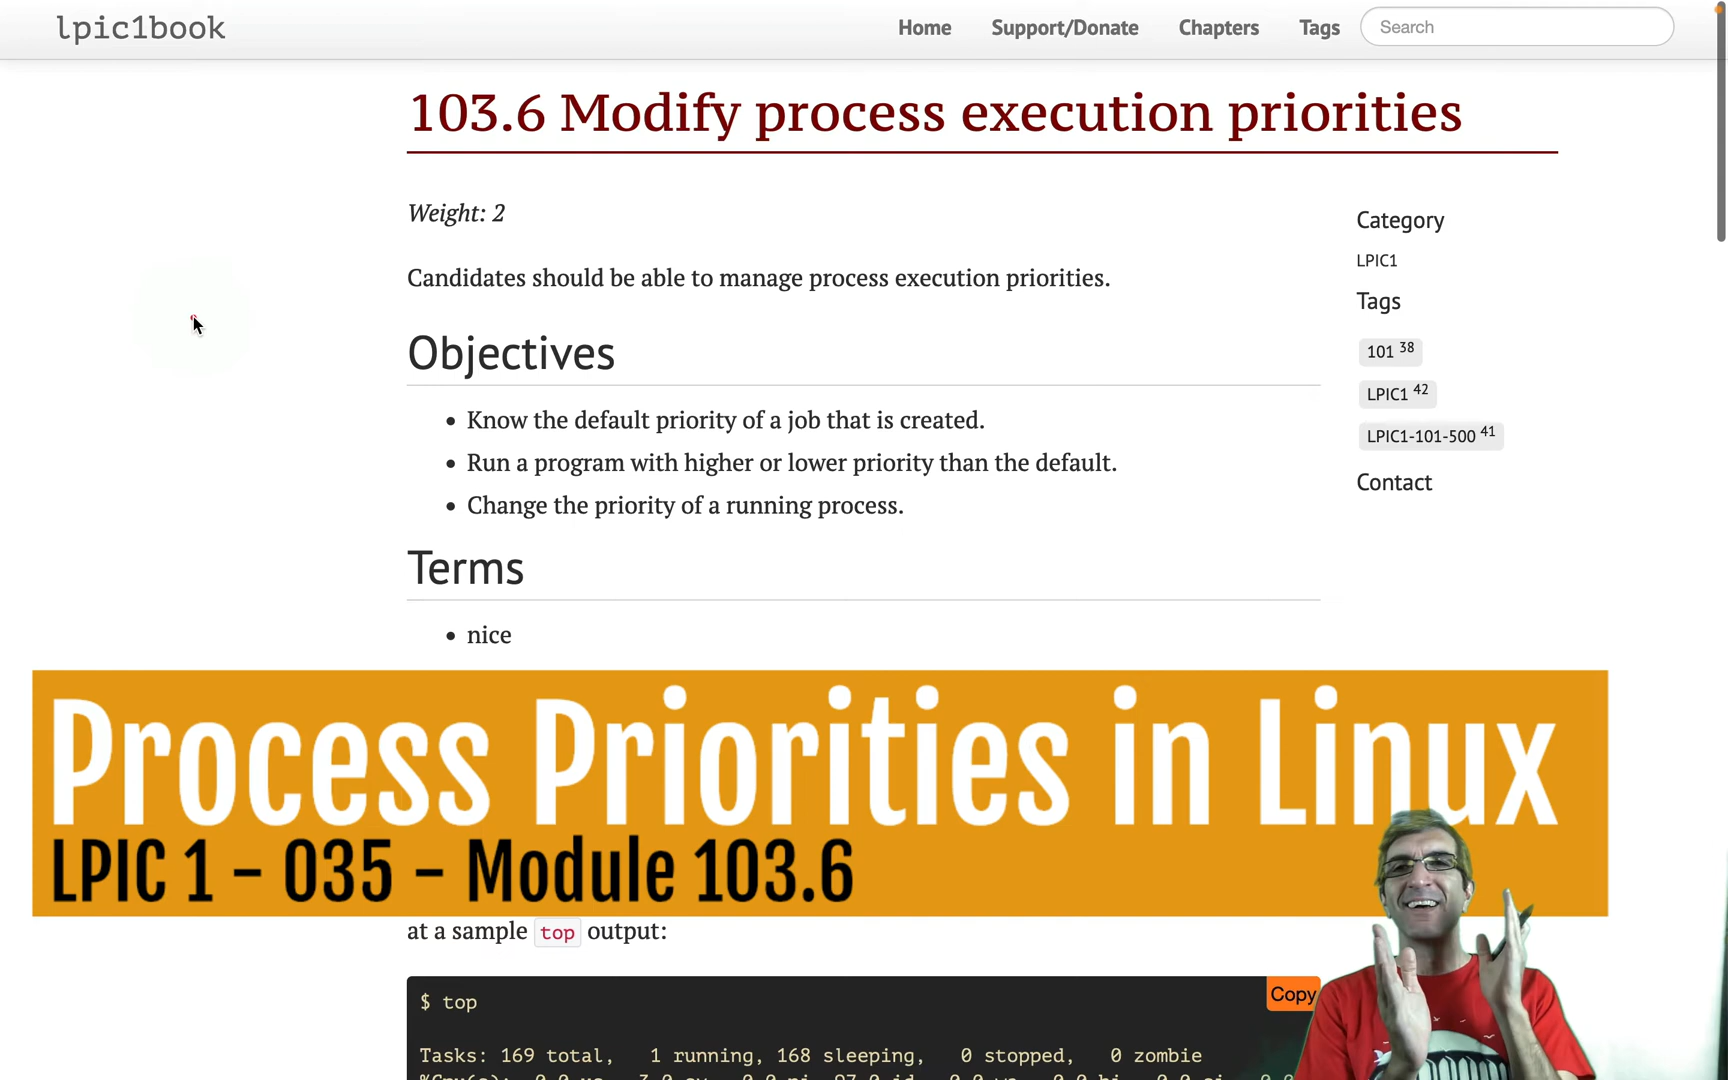 lpic1book
Home Support/Donate Chapters Tags Search
103.6 Modify process execution priorities
Weight: 2
Candidates should be able to manage process execution priorities.
Objectives
• Know the default priority of a job that is created.
• Run a program with higher or lower priority than the default.
• Change the priority of a running process.
Terms
• nice
Category
LPIC1
Tags
101 38
LPIC1 42
LPIC1-101-500 41
Contact
Process Priorities in Linux
LPIC 1 - 035 - Module 103.6
at a sample top output:
Copy
$ top
Tasks: 169 total, 1 running, 168 sleeping, 0 stopped, 0 zombie